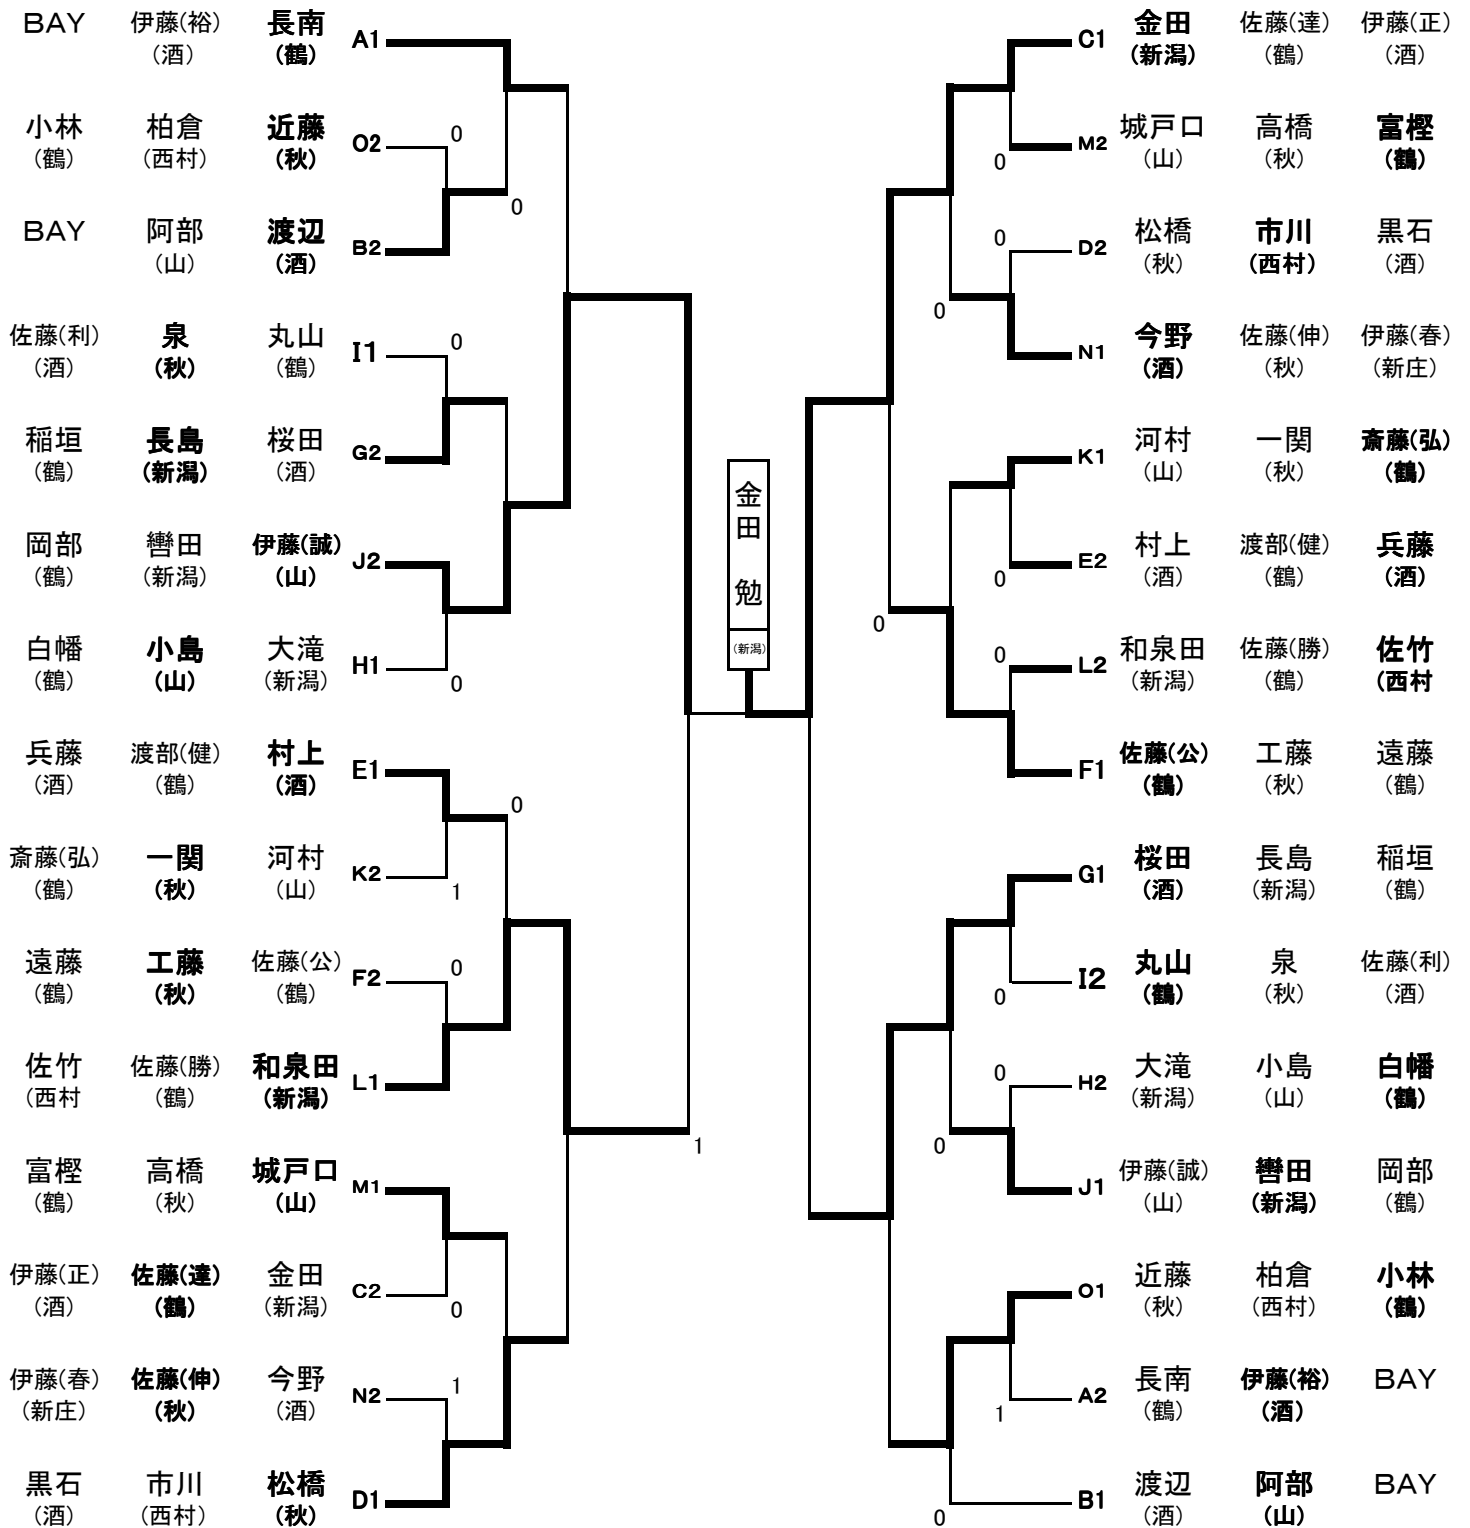 BAY 伊藤(裕) 長南 A1 C1 金田 佐藤(達) 伊藤(正)
(酒) (鶴) (新潟) (鶴) (酒)
小林 柏倉 近藤 O2 0 M2 城戸口 高橋 富樫
(鶴) (西村) (秋) 0 (山) (秋) (鶴)
0
BAY 阿部 渡辺 B2 0 D2 松橋 市川 黒石
(山) (酒) (秋) (西村) (酒)
0
佐藤(利) 泉 丸山 I1 0 N1 今野 佐藤(伸) 伊藤(春)
(酒) (秋) (鶴) (酒) (秋) (新庄)
稲垣 長島 桜田 G2 K1 河村 一関 斎藤(弘)
(鶴) (新潟) (酒) (山) (秋) (鶴)
金田 勉
(新潟)
岡部 轡田 伊藤(誠) J2 E2 村上 渡部(健) 兵藤
(鶴) (新潟) (山) 0 (酒) (鶴) (酒)
0
白幡 小島 大滝 H1 0 0 L2 和泉田 佐藤(勝) 佐竹
(鶴) (山) (新潟) (新潟) (鶴) (西村
兵藤 渡部(健) 村上 E1 F1 佐藤(公) 工藤 遠藤
(酒) (鶴) (酒) (鶴) (秋) (鶴)
0
斎藤(弘) 一関 河村 K2 1 G1 桜田 長島 稲垣
(鶴) (秋) (山) (酒) (新潟) (鶴)
遠藤 工藤 佐藤(公) F2 0 I2 丸山 泉 佐藤(利)
(鶴) (秋) (鶴) 0 (鶴) (秋) (酒)
佐竹 佐藤(勝) 和泉田 L1 0 H2 大滝 小島 白幡
(西村 (鶴) (新潟) (新潟) (山) (鶴)
1 0
富樫 高橋 城戸口 M1 J1 伊藤(誠) 轡田 岡部
(鶴) (秋) (山) (山) (新潟) (鶴)
伊藤(正) 佐藤(達) 金田 C2 0 O1 近藤 柏倉 小林
(酒) (鶴) (新潟) (秋) (西村) (鶴)
伊藤(春) 佐藤(伸) 今野 N2 1 A2 長南 伊藤(裕) BAY
(新庄) (秋) (酒) 1 (鶴) (酒)
黒石 市川 松橋 D1 B1 渡辺 阿部 BAY
(酒) (西村) (秋) 0 (酒) (山)